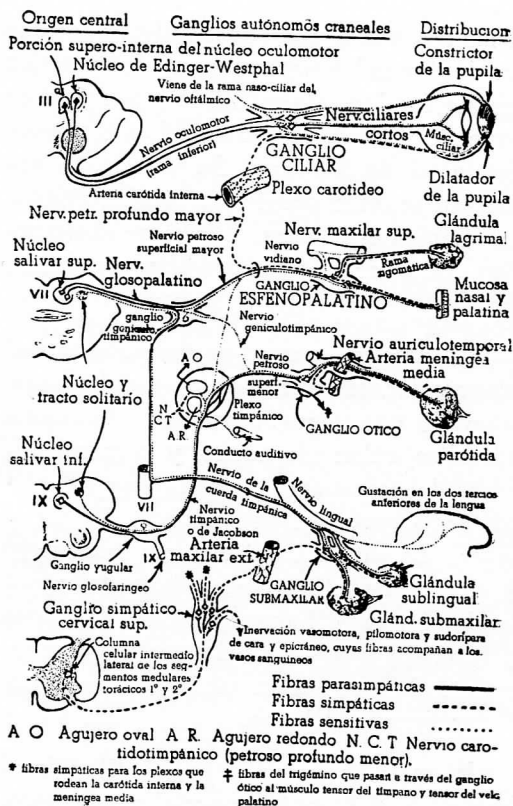 Origen central
Ganglios autónomos craneales
Distribucion
Porción supero-interna del núcleo oculomotor
Núcleo de Edinger-Westphal
Constrictor
de la pupila
III
Viene de la rama naso-ciliar del
nervio oftálmico
Nerv. ciliares
cortos
Músc.
ciliar
Nervio oculomotor
(rama inferior)
GANGLIO
CILIAR
Dilatador
de la pupila
Arteria carótida interna
Plexo carotideo
Nerv. petr. profundo mayor
Núcleo
salivar sup.
Nervio petroso
superficial mayor
Nerv. maxilar sup.
Glándula
lagrimal
Nervio
vidiano
Rama
zigomática
VII
Nerv.
glosopalatino
GANGLIO
ESFENOPALATINO
Mucosa
nasal y
palatina
ganglio
geniculo
timpánico
Nervio
geniculotimpánico
Nervio auriculotemporal
Arteria meningea
media
Núcleo y
tracto solitario
A O
Nervio
petroso
superf.
menor
N.
C T
A.R.
Plexo
timpánico
GANGLIO OTICO
Glándula
parótida
Conducto auditivo
Núcleo
salivar inf.
VII
Nervio de la
cuerda timpánica
Nervio lingual
Gustación en los dos tercios
anteriores de la lengua
IX
Nervio
timpánico
o de Jacobson
Ganglio yugular
IX
Arteria
maxilar ext.
Nervio glosofaringeo
GANGLIO
SUBMAXILAR
Glándula
sublingual
Gland. submaxilar
Ganglio simpático
cervical sup.
Inervación vasomotora, pilomotora y sudorípara
de cara y epicráneo, cuyas fibras acompañan a los
vasos sanguineos
Columna
celular intermedio
lateral de los seg-
mentos medulares
torácicos 1º y 2º
Fibras parasimpáticas
Fibras simpáticas
Fibras sensitivas
A O Agujero oval A R. Agujero redondo N. C. T Nervio caro-
tidotimpánico (petroso profundo menor).
* fibras simpáticas para los plexos que
rodean la carótida interna y la
meningea media
‡ fibras del trigémino que pasan a través del ganglio
ótico al músculo tensor del tímpano y tensor del velo
palatino